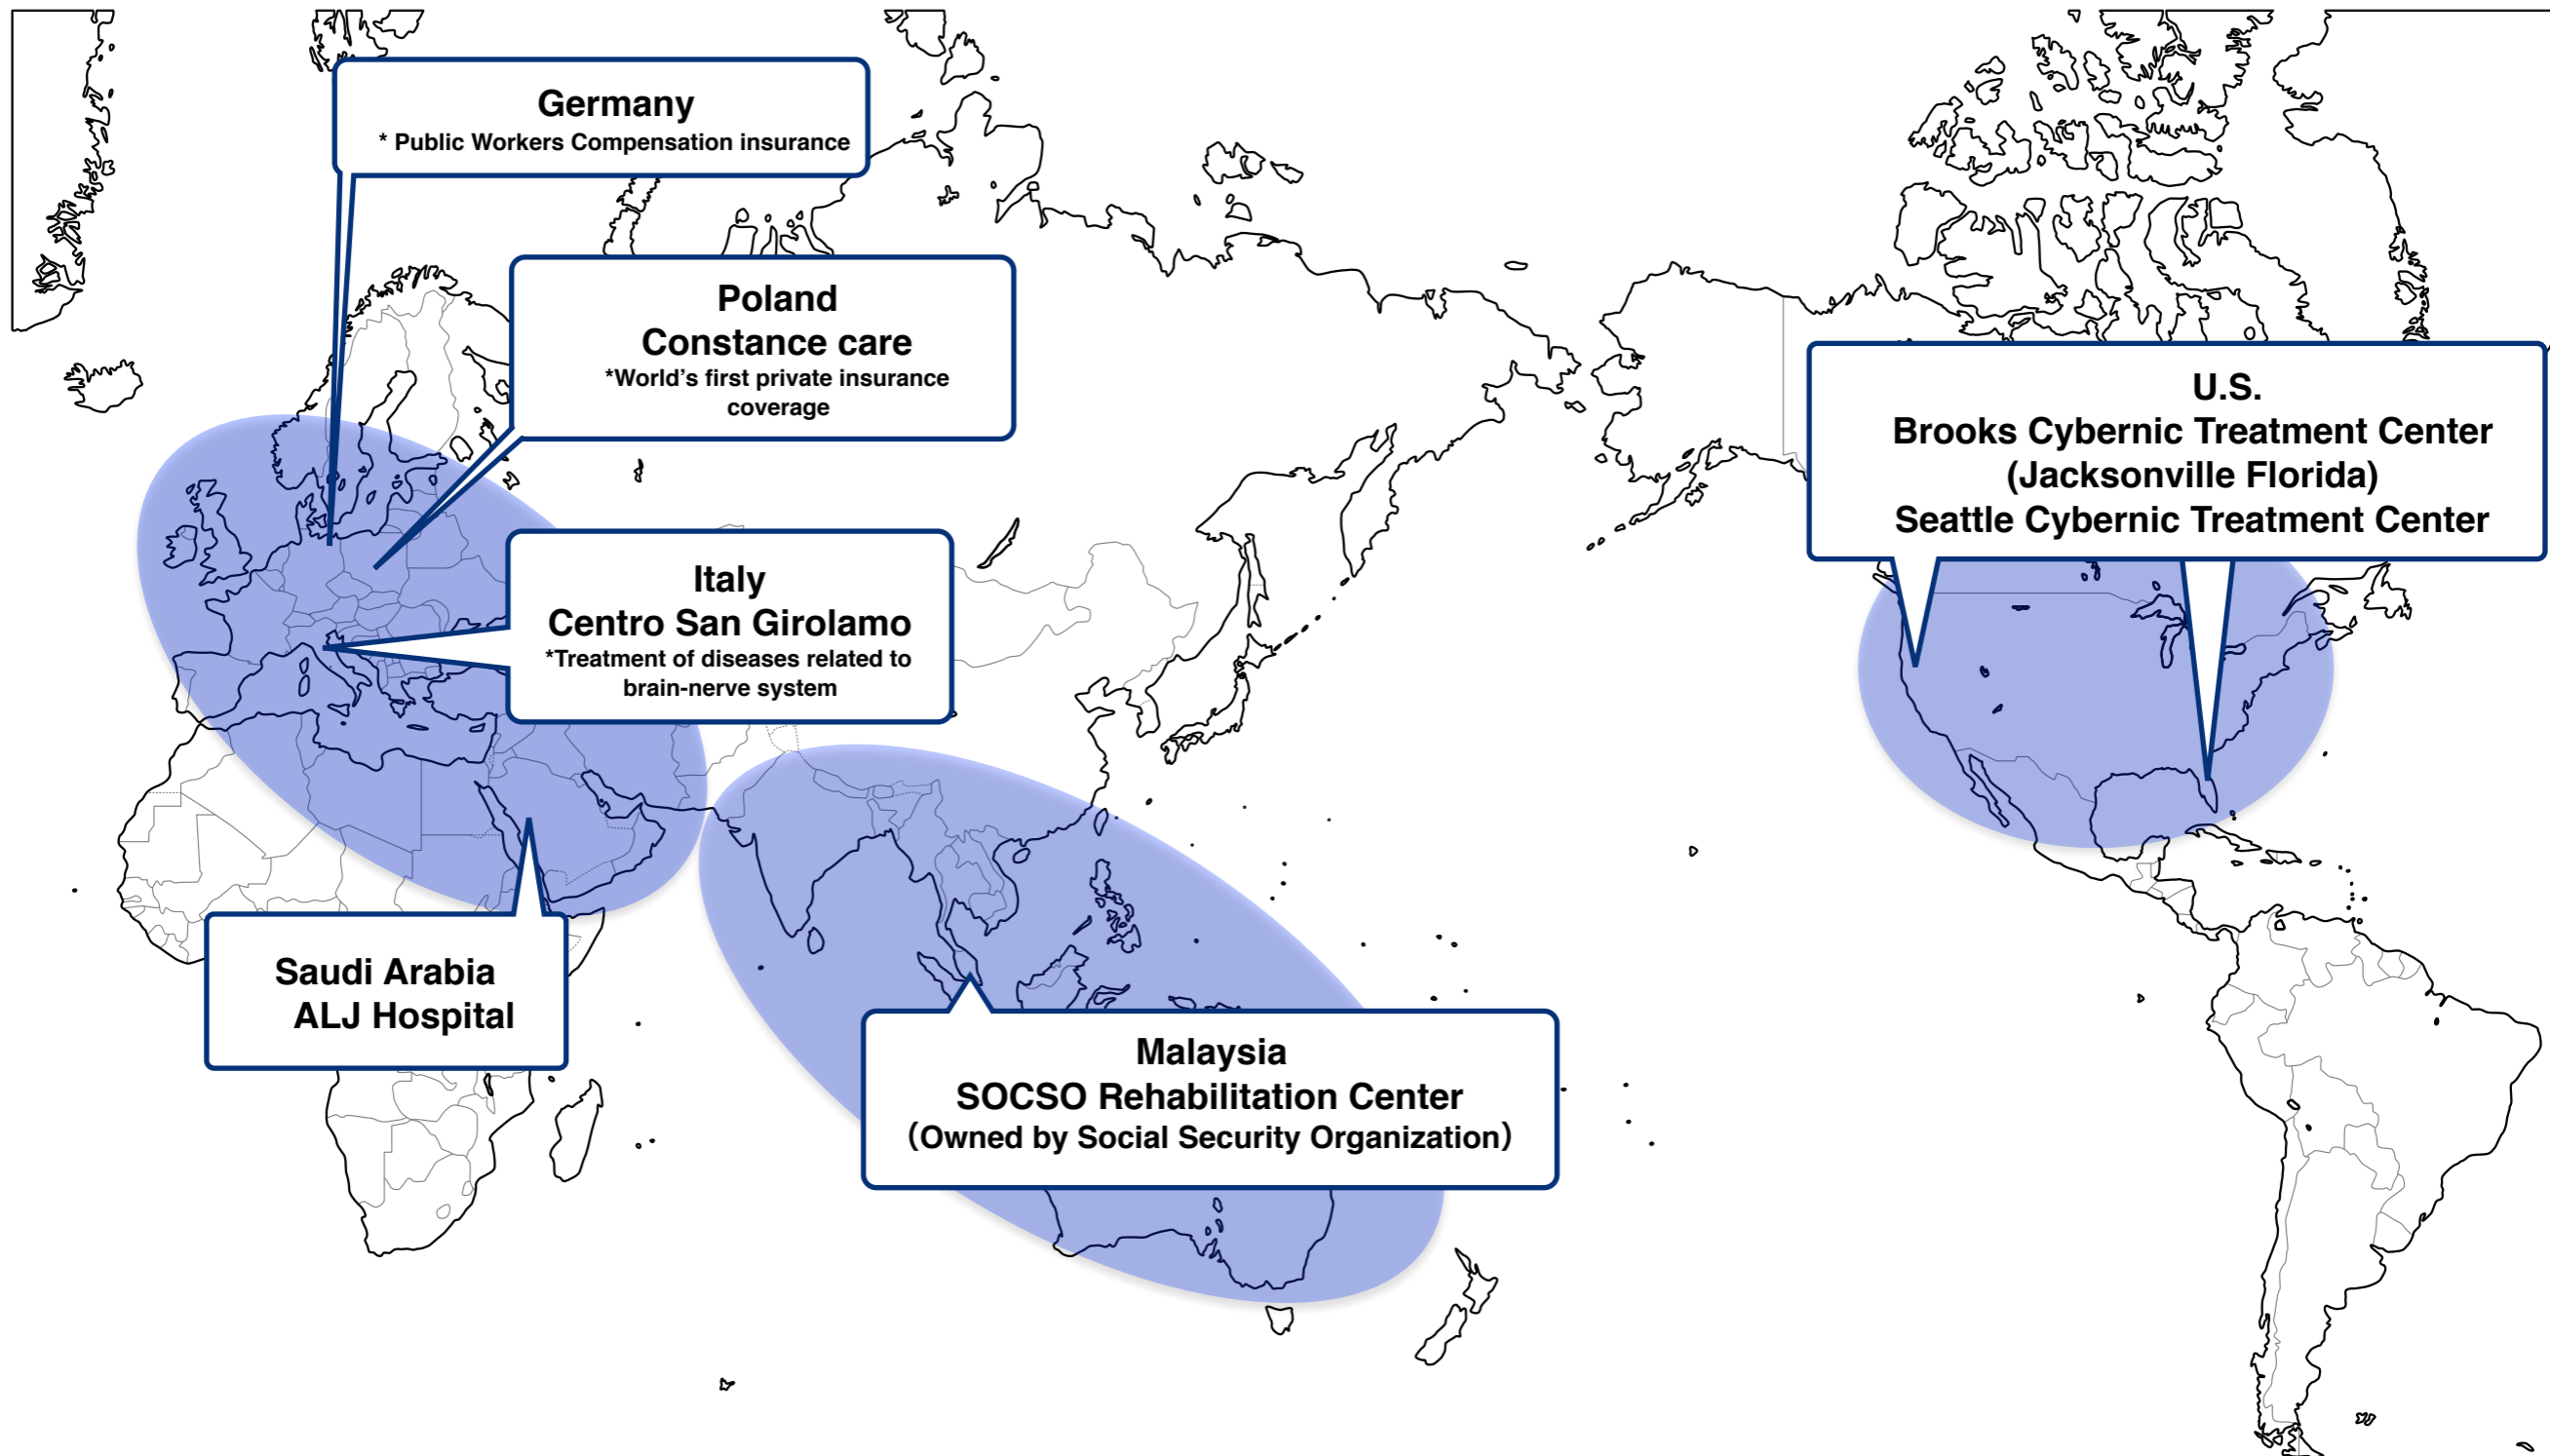 Germany
* Public Workers Compensation insurance
Poland
Constance care
*World’s first private insurance
coverage
U.S.
Brooks Cybernic Treatment Center
(Jacksonville Florida)
Seattle Cybernic Treatment Center
Italy
Centro San Girolamo
*Treatment of diseases related to
brain-nerve system
Saudi Arabia
ALJ Hospital
Malaysia
SOCSO Rehabilitation Center
（Owned by Social Security Organization）